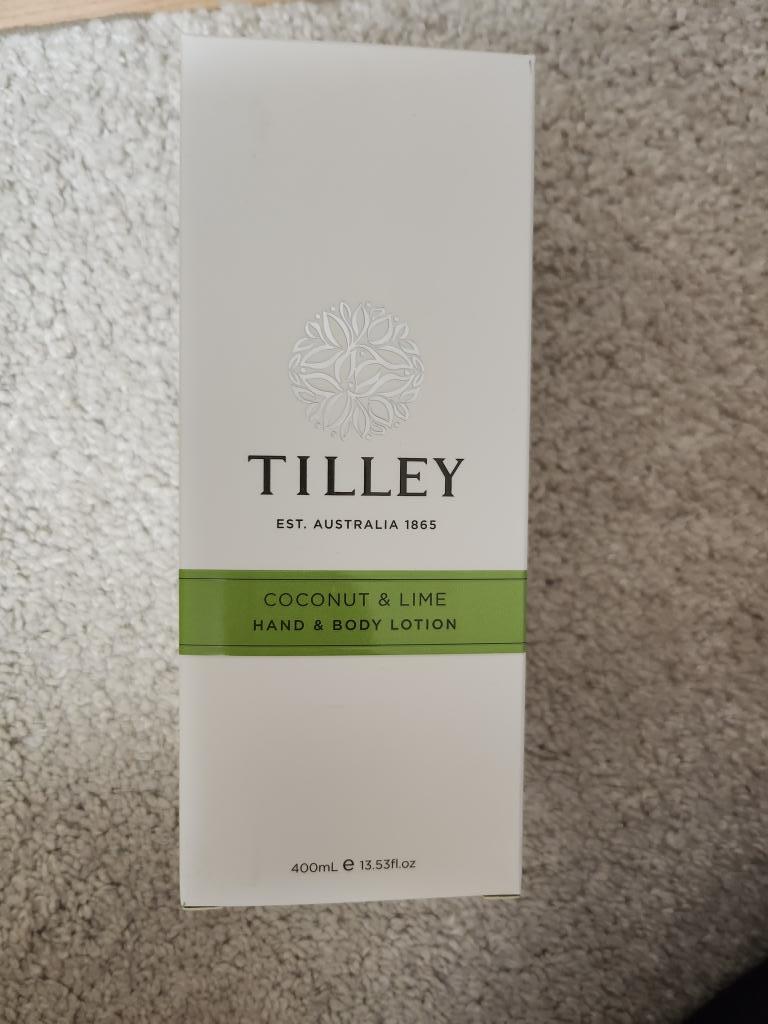 TILLEY
EST. AUSTRALIA 1865
COCONUT & LIME
HAND & BODY LOTION
400mL e 13.53fl.oz